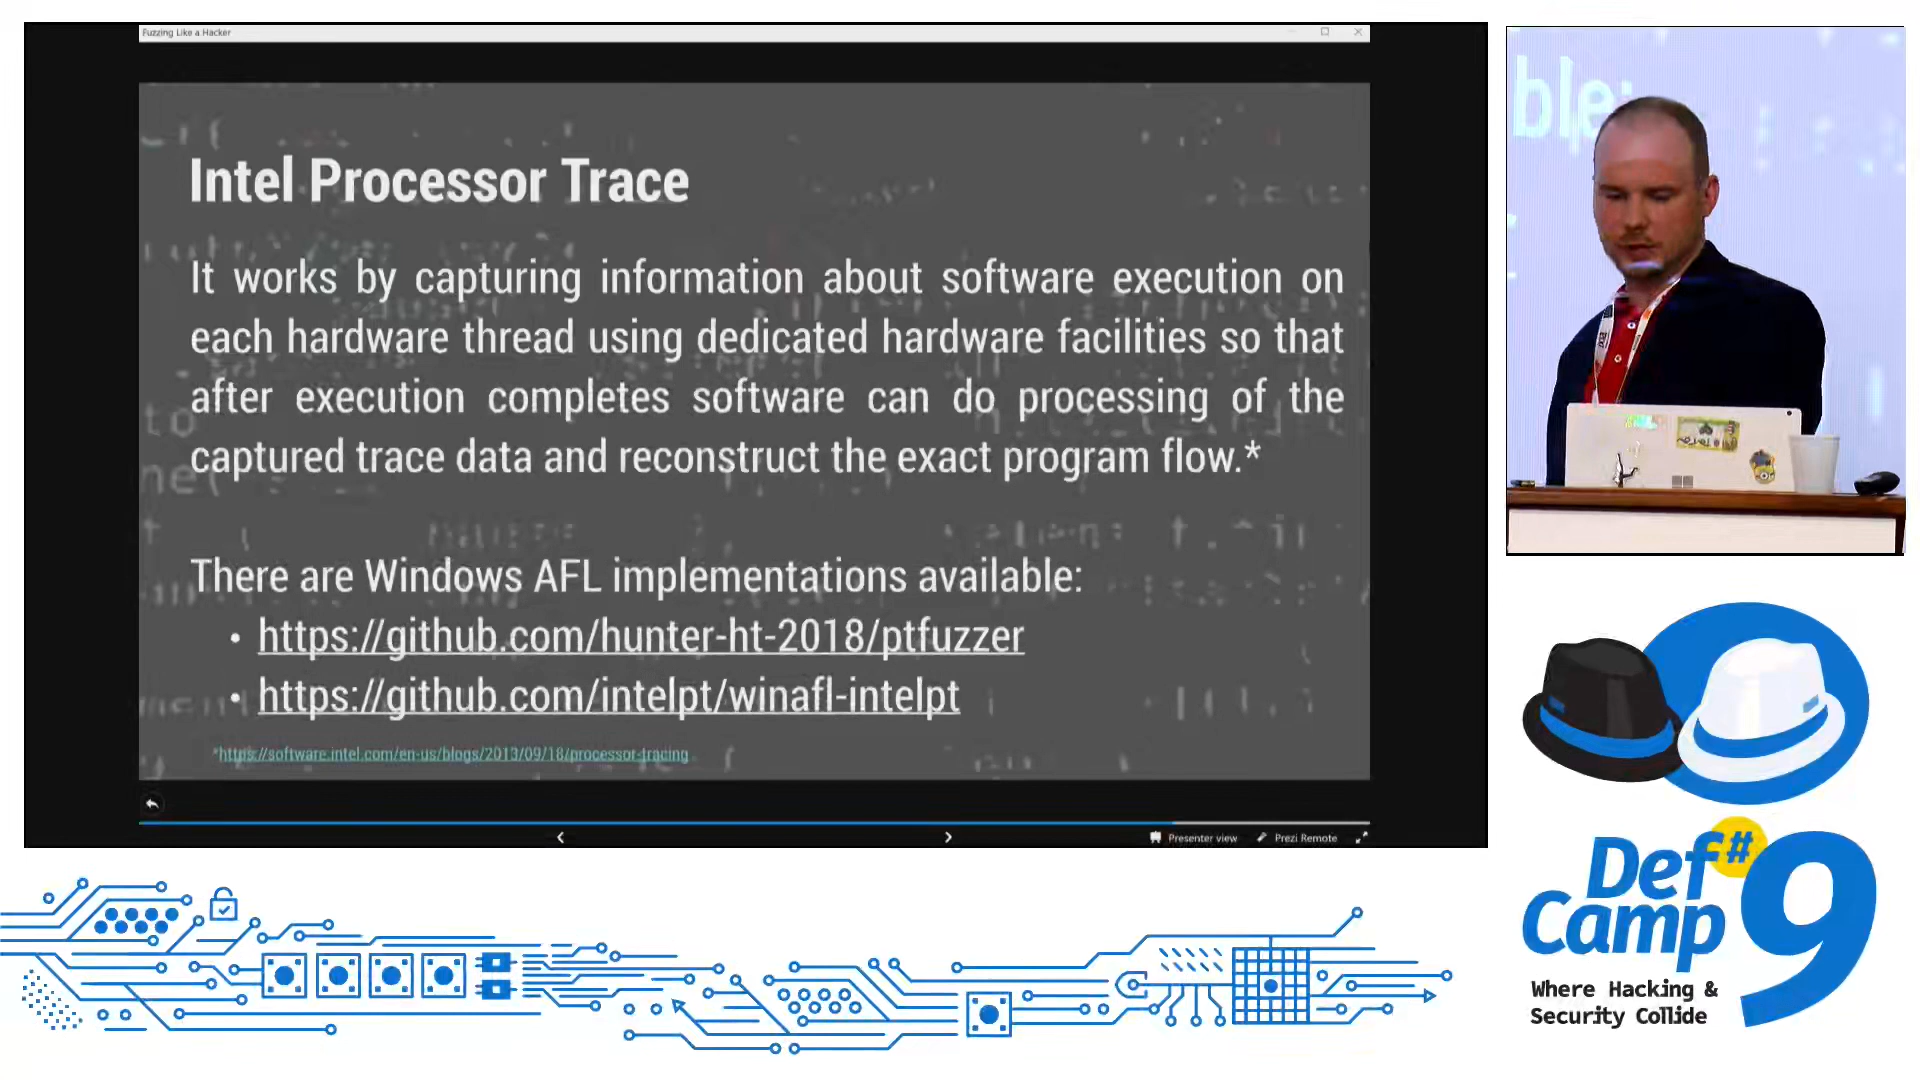 Fuzzing Like a Hacker
Intel Processor Trace
It works by capturing information about software execution on
each hardware thread using dedicated hardware facilities so that
after execution completes software can do processing of the
captured trace data and reconstruct the exact program flow.*
There are Windows AFL implementations available:
• https://github.com/hunter-ht-2018/ptfuzzer
• https://github.com/intelpt/winafl-intelpt
*https://software.intel.com/en-us/blogs/2013/09/18/processor-tracing
Presenter view
Prezi Remote
ble:
Def#
Camp 9
Where Hacking &
Security Collide